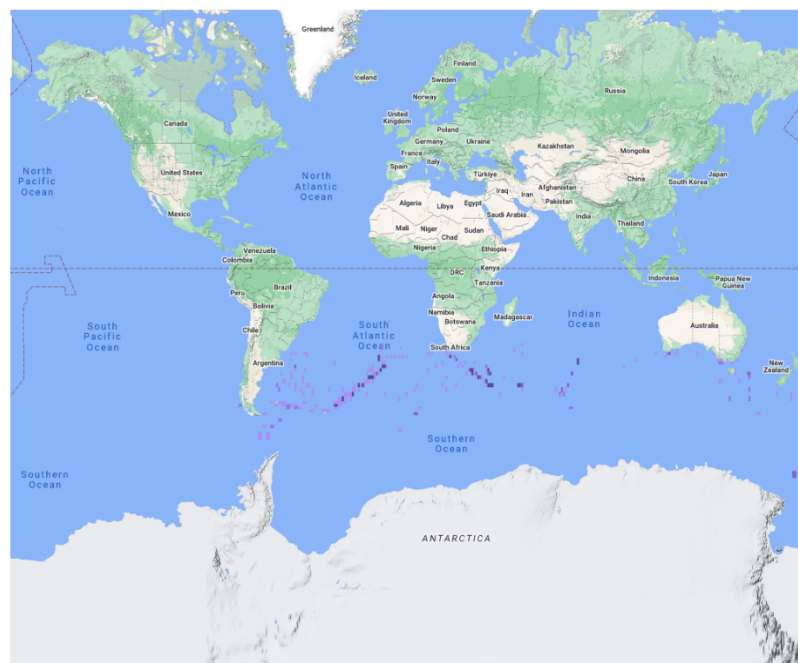 Greenland
Iceland
Finland
Sweden
Norway
Russia
United
Kingdom
Canada
Poland
Germany
Ukraine
France
Kazakhstan
Mongolia
Italy
Spain
Türkiye
North
Pacific
Ocean
United States
North
Atlantic
Ocean
Japan
South Korea
China
Iraq
Iran
Afghanistan
Pakistan
Algeria
Libya
Egypt
Saudi Arabia
Mexico
India
Mali
Niger
Chad
Sudan
Thailand
Nigeria
Ethiopia
Venezuela
Colombia
DRC
Kenya
Indonesia
Papua New
Guinea
Tanzania
Peru
Brazil
Angola
Bolivia
Namibia
Botswana
Madagascar
South
Pacific
Ocean
Chile
South
Atlantic
Ocean
Indian
Ocean
Australia
South Africa
Argentina
New
Zealand
Southern
Ocean
Southern
Ocean
ANTARCTICA